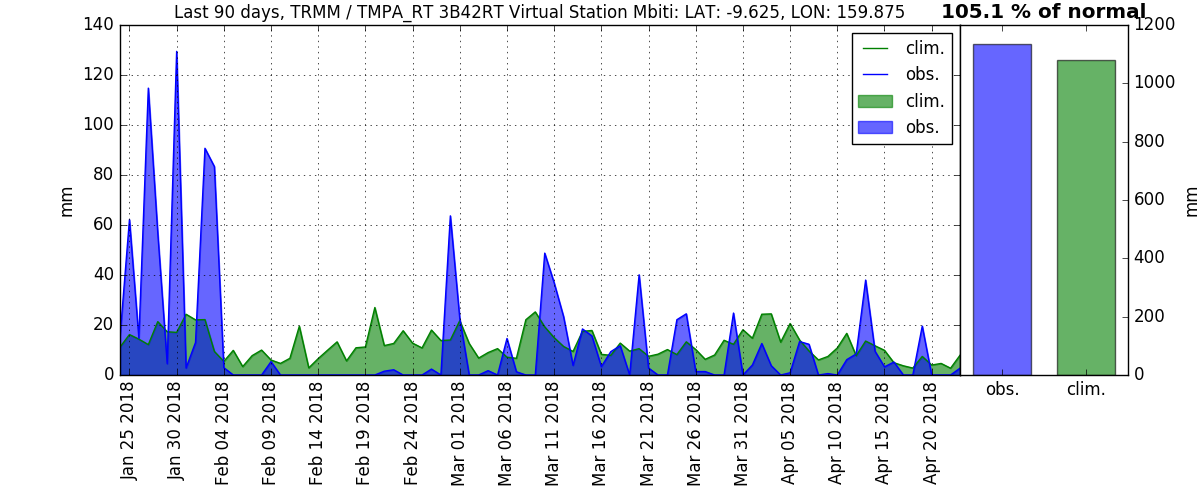 Last 90 days, TRMM / TMPA_RT 3B42RT Virtual Station Mbiti: LAT: -9.625, LON: 159.875
105.1 % of normal
140
120
100
80
60
40
20
0
mm
clim.
obs.
clim.
obs.
Jan 25 2018
Jan 30 2018
Feb 04 2018
Feb 09 2018
Feb 14 2018
Feb 19 2018
Feb 24 2018
Mar 01 2018
Mar 06 2018
Mar 11 2018
Mar 16 2018
Mar 21 2018
Mar 26 2018
Mar 31 2018
Apr 05 2018
Apr 10 2018
Apr 15 2018
Apr 20 2018
1200
1000
800
600
400
200
0
mm
obs.
clim.